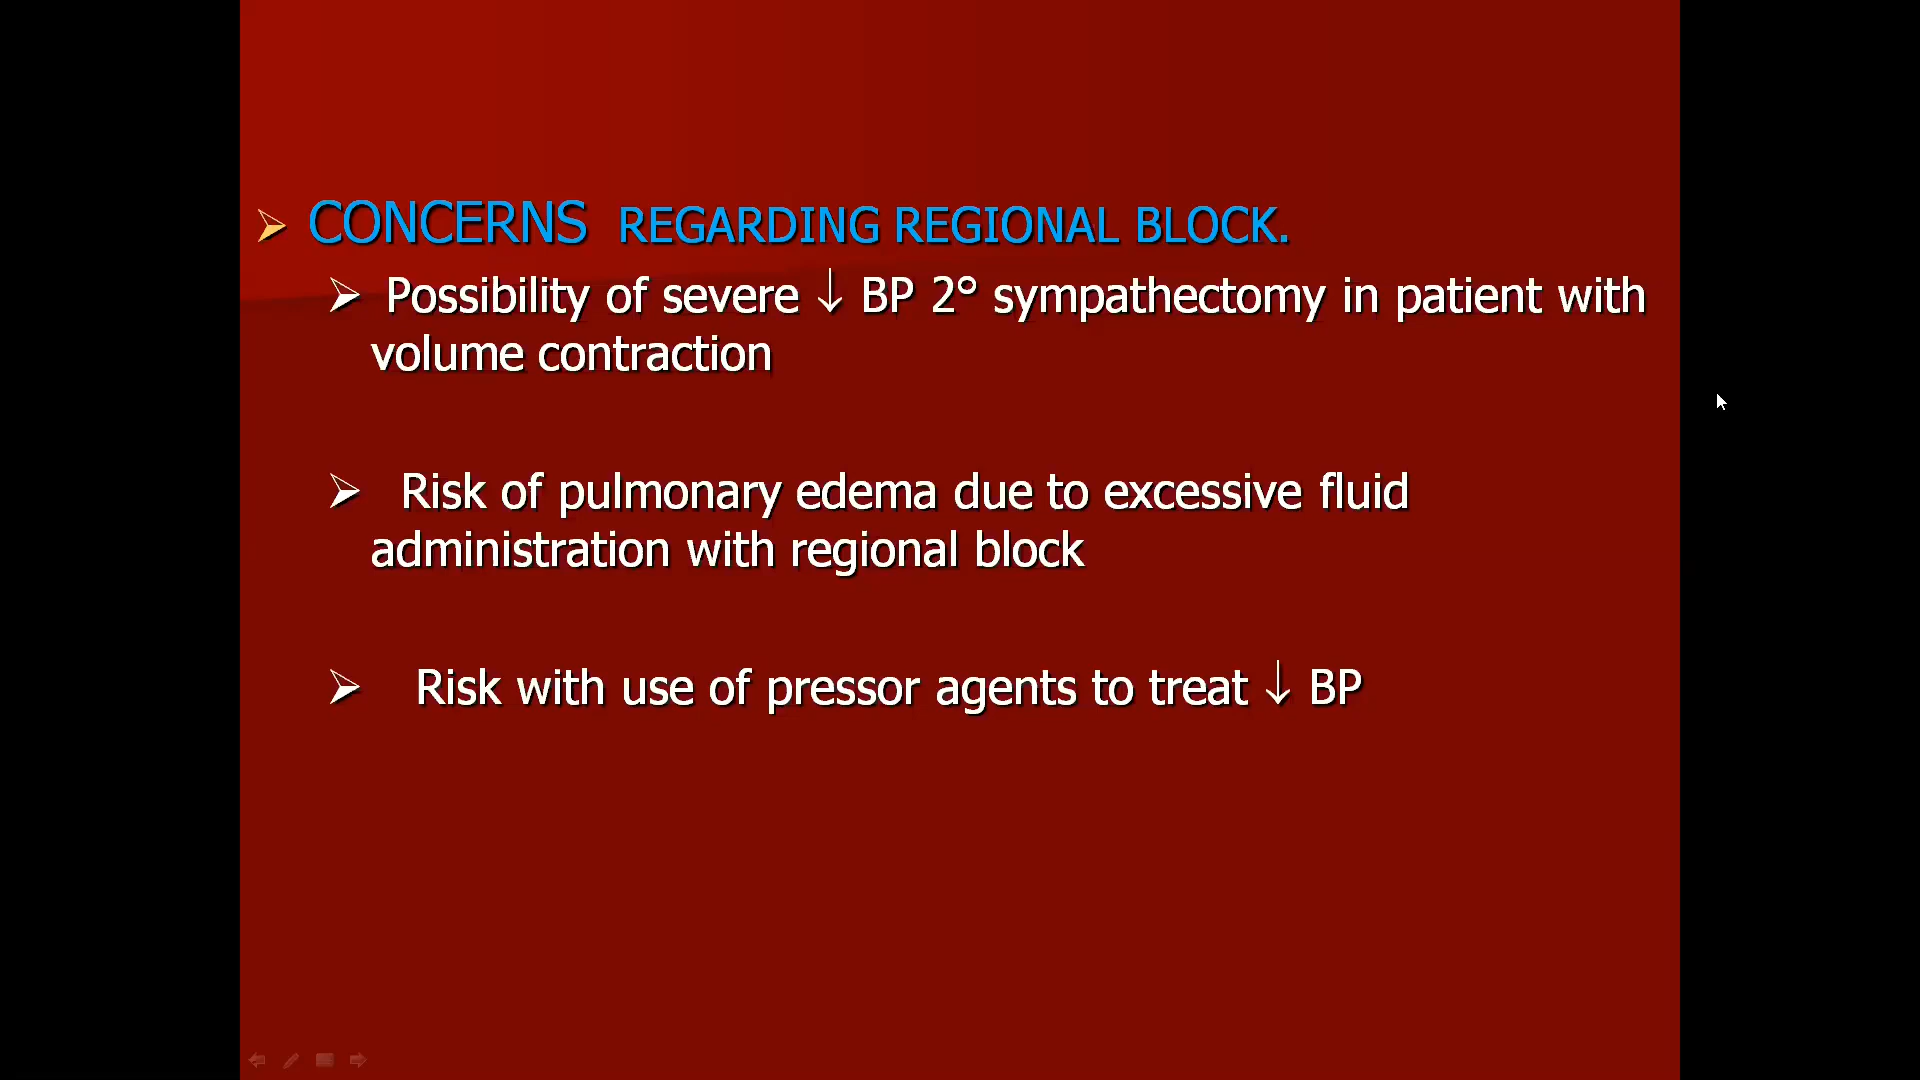 CONCERNS REGARDING REGIONAL BLOCK.
Possibility of severe ↓ BP 2° sympathectomy in patient with
volume contraction
Risk of pulmonary edema due to excessive fluid
administration with regional block
Risk with use of pressor agents to treat ↓ BP